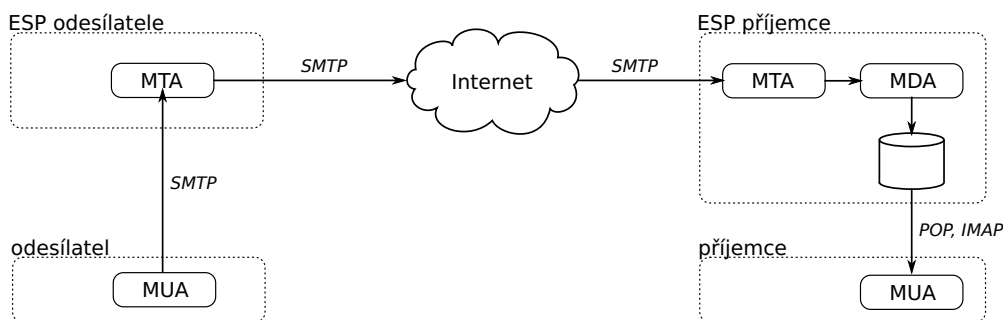 ESP odesílatele
ESP příjemce
MTA
SMTP
Internet
SMTP
MTA
MDA
SMTP
POP, IMAP
odesílatel
příjemce
MUA
MUA